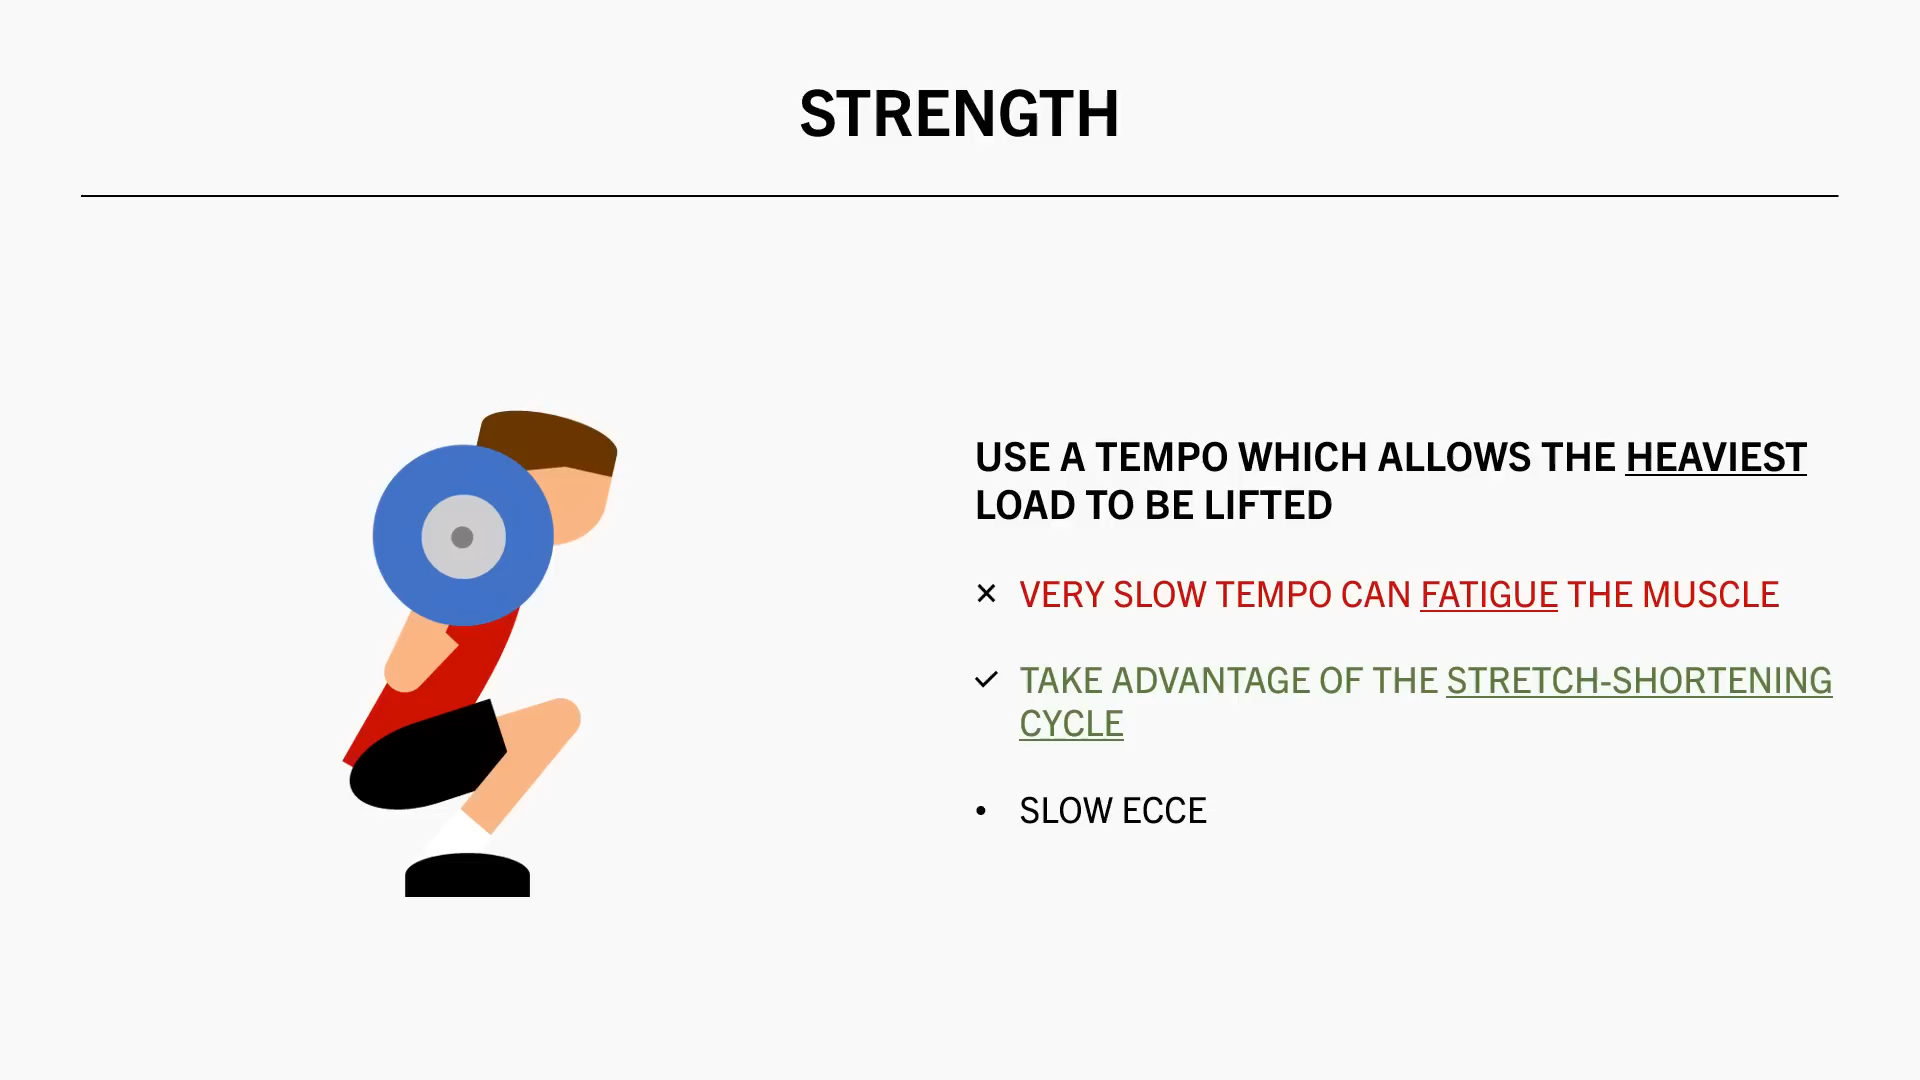 STRENGTH
USE A TEMPO WHICH ALLOWS THE HEAVIEST
LOAD TO BE LIFTED
✕ VERY SLOW TEMPO CAN FATIGUE THE MUSCLE
✓ TAKE ADVANTAGE OF THE STRETCH-SHORTENING
CYCLE
• SLOW ECCE